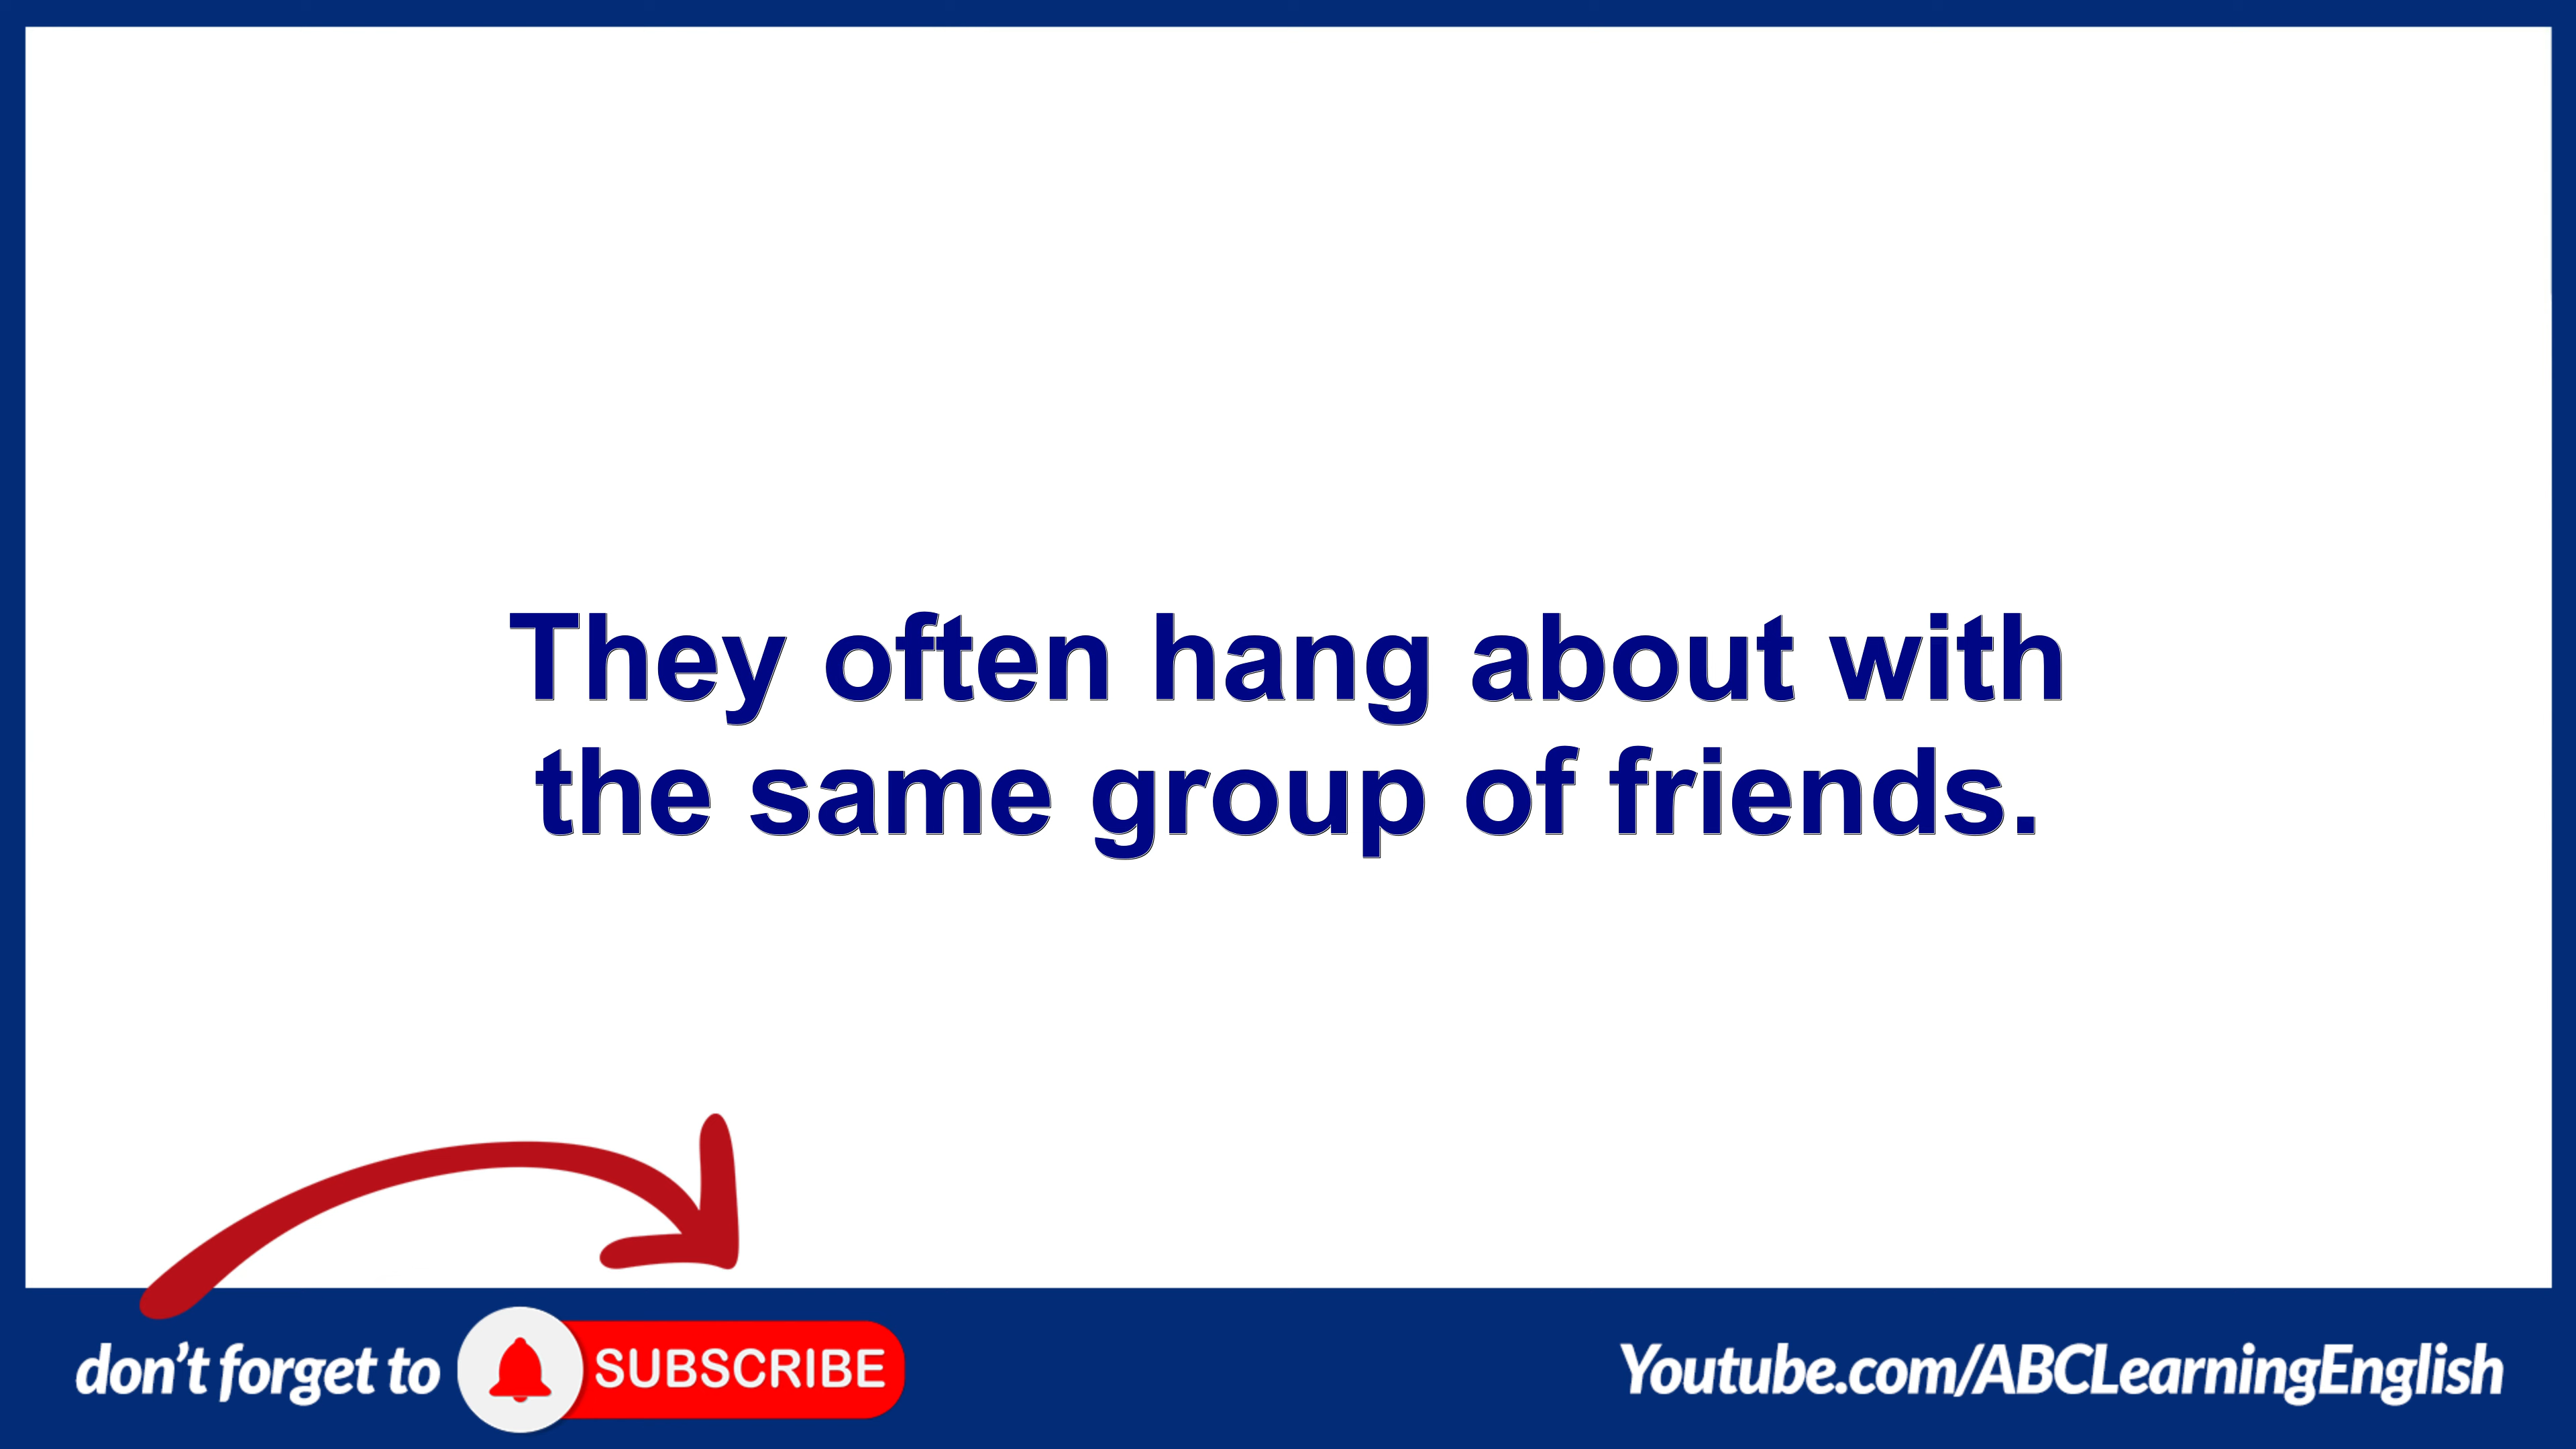 They often hang about with
the same group of friends.
don't forget to SUBSCRIBE
Youtube.com/ABCLearningEnglish